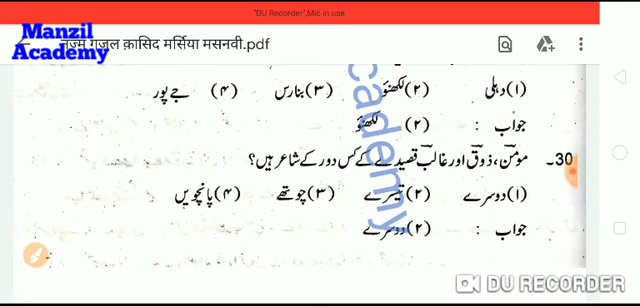 "DU Recorder",Mic in use
Manzil
Academy
नज़्म ग़ज़ल क़ासिद मर्सिया मसनवी.pdf
(۱) دہلی (۲) لکھنؤ (۳) بنارس (۴) جے پور
جواب : (۲) لکھنؤ
30۔ مومن، ذوق اور غالب قصیدے کے کس دور کے شاعر ہیں؟
(۱) دوسرے (۲) تیسرے (۳) چوتھے (۴) پانچویں
جواب : (۲) دوسرے
cademy
DU RECORDER